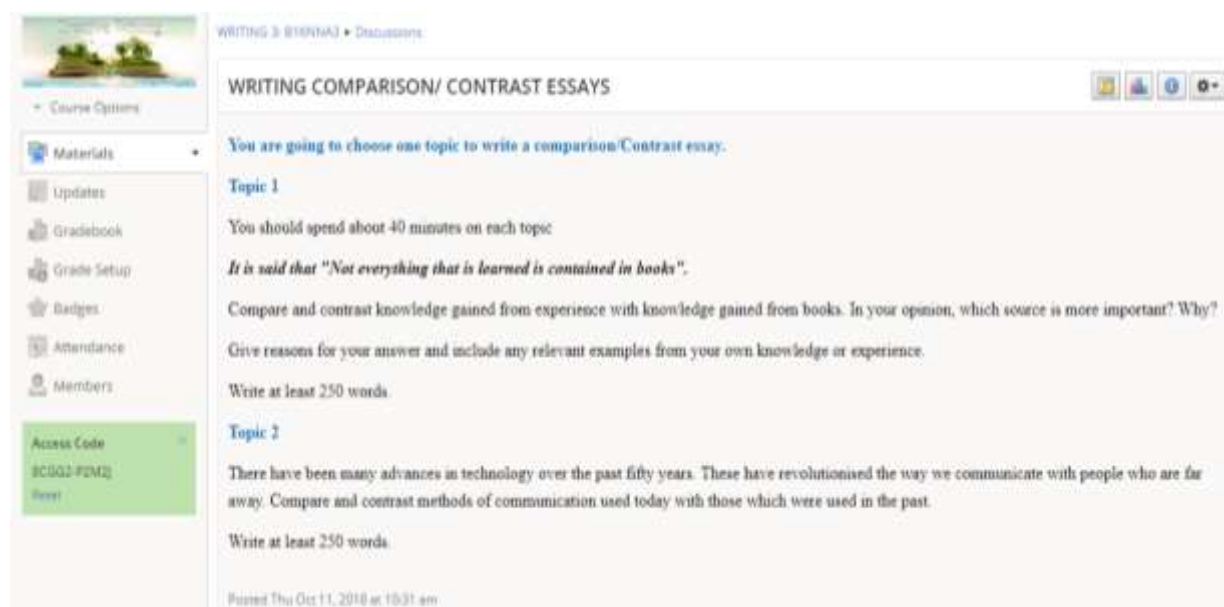 WRITING 3: B16NNA3 ▸ Discussions
WRITING COMPARISON/ CONTRAST ESSAYS
Course Options
Materials
Updates
Gradebook
Grade Setup
Badges
Attendance
Members
Access Code
Reset
You are going to choose one topic to write a comparison/Contrast essay.
Topic 1
You should spend about 40 minutes on each topic
It is said that "Not everything that is learned is contained in books".
Compare and contrast knowledge gained from experience with knowledge gained from books. In your opinion, which source is more important? Why?
Give reasons for your answer and include any relevant examples from your own knowledge or experience.
Write at least 250 words.
Topic 2
There have been many advances in technology over the past fifty years. These have revolutionised the way we communicate with people who are far
away. Compare and contrast methods of communication used today with those which were used in the past.
Write at least 250 words.
Posted Thu Oct 11, 2018 at 10:31 am